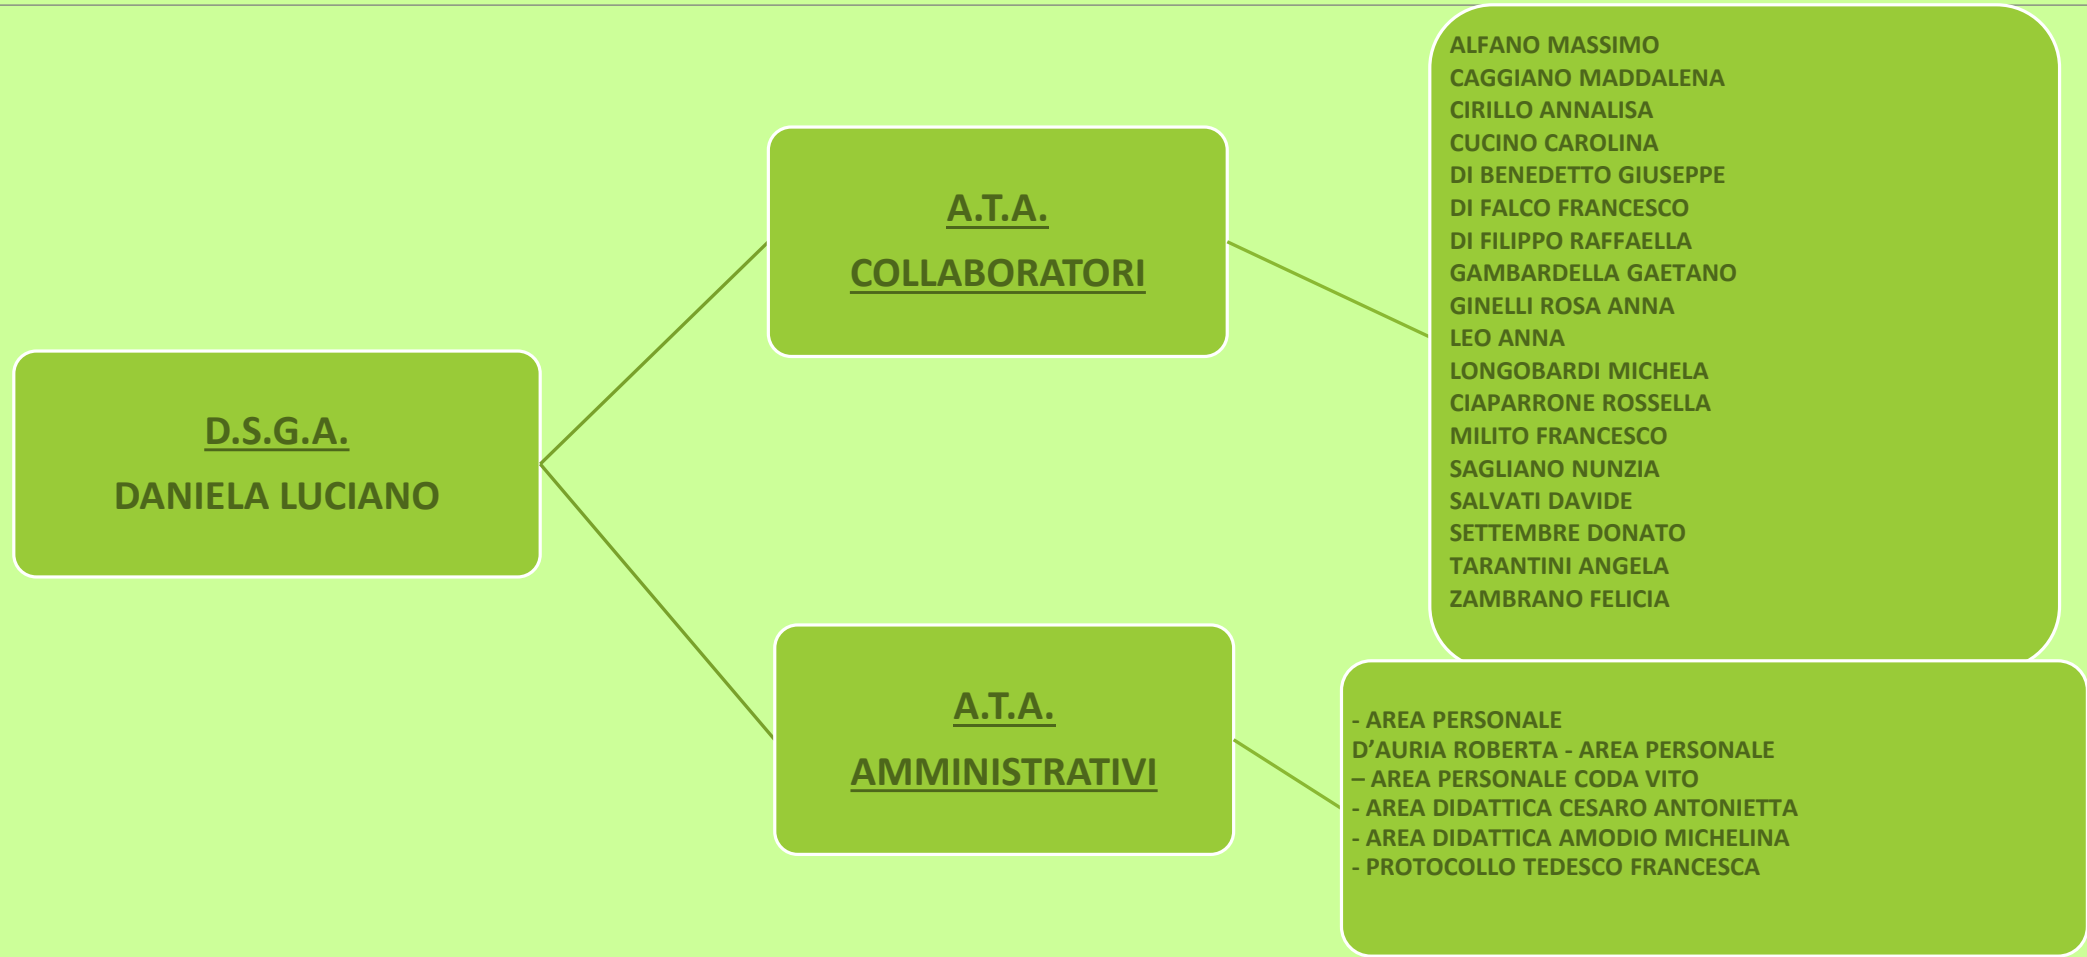 D.S.G.A.
DANIELA LUCIANO
A.T.A.
COLLABORATORI
ALFANO MASSIMO
CAGGIANO MADDALENA
CIRILLO ANNALISA
CUCINO CAROLINA
DI BENEDETTO GIUSEPPE
DI FALCO FRANCESCO
DI FILIPPO RAFFAELLA
GAMBARDELLA GAETANO
GINELLI ROSA ANNA
LEO ANNA
LONGOBARDI MICHELA
CIAPARRONE ROSSELLA
MILITO FRANCESCO
SAGLIANO NUNZIA
SALVATI DAVIDE
SETTEMBRE DONATO
TARANTINI ANGELA
ZAMBRANO FELICIA
A.T.A.
AMMINISTRATIVI
- AREA PERSONALE
D’AURIA ROBERTA - AREA PERSONALE
– AREA PERSONALE CODA VITO
- AREA DIDATTICA CESARO ANTONIETTA
- AREA DIDATTICA AMODIO MICHELINA
- PROTOCOLLO TEDESCO FRANCESCA